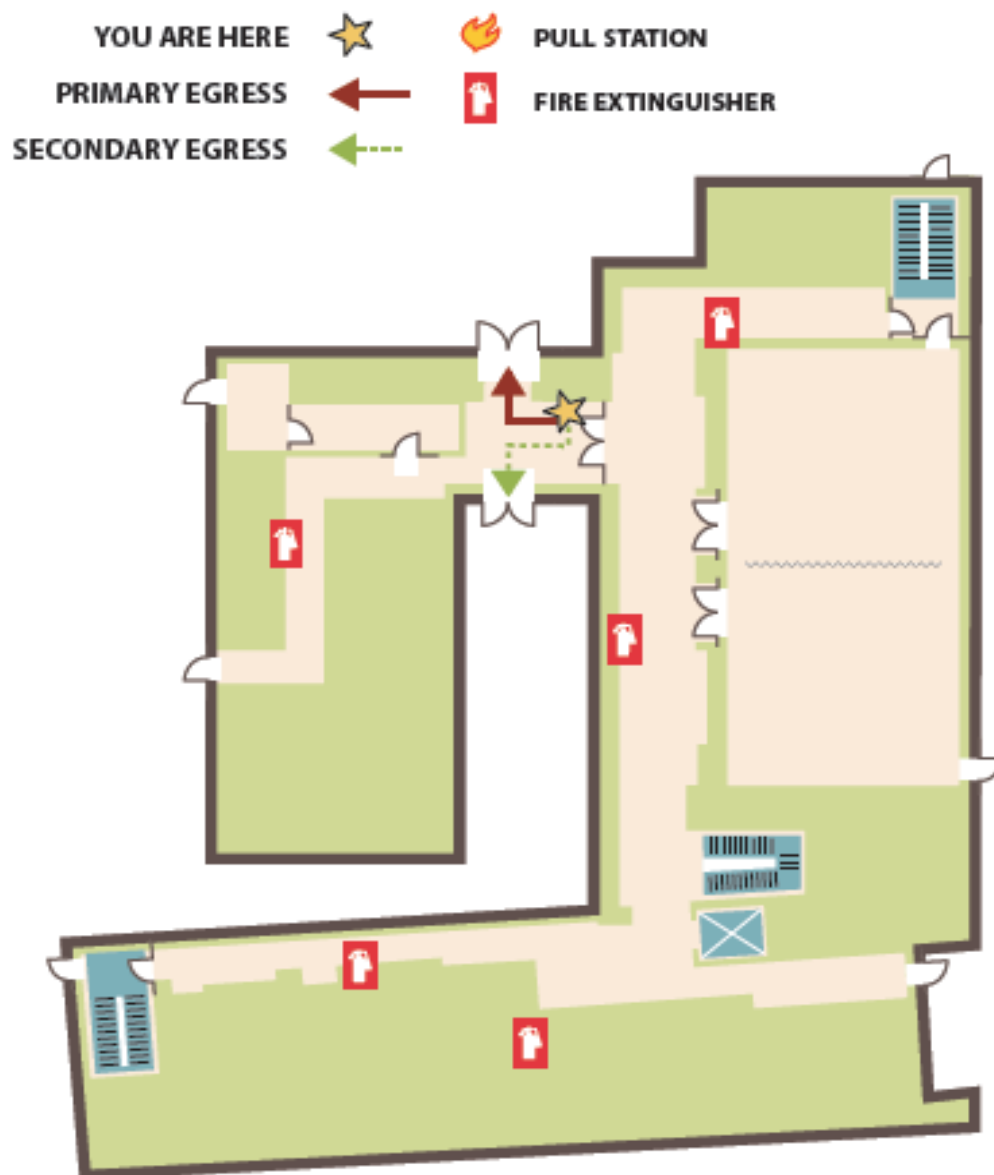 YOU ARE HERE
PULL STATION
PRIMARY EGRESS
FIRE EXTINGUISHER
SECONDARY EGRESS